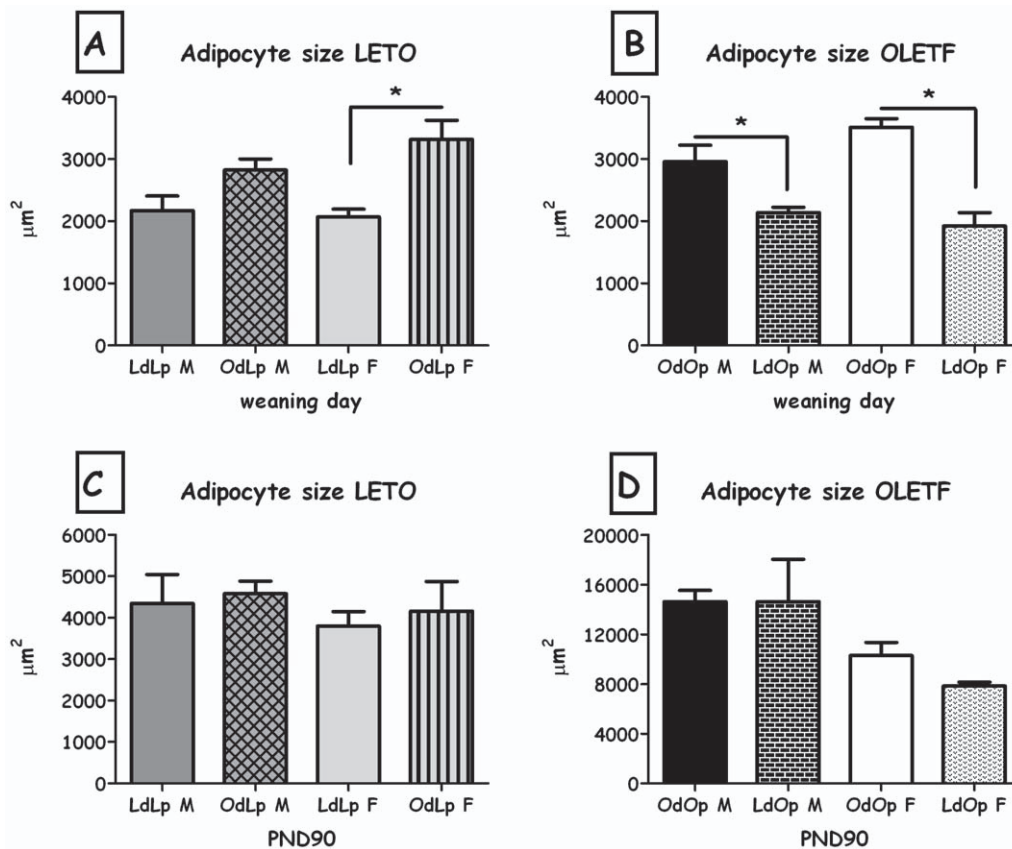 A
Adipocyte size LETO
4000
3000
2000
1000
0
μm²
*
LdLp M OdLp M LdLp F OdLp F
weaning day
B
Adipocyte size OLETF
4000
3000
2000
1000
0
μm²
*
*
OdOp M LdOp M OdOp F LdOp F
weaning day
C
Adipocyte size LETO
6000
5000
4000
3000
2000
1000
0
μm²
LdLp M OdLp M LdLp F OdLp F
PND90
D
Adipocyte size OLETF
20000
16000
12000
8000
4000
0
μm²
OdOp M LdOp M OdOp F LdOp F
PND90